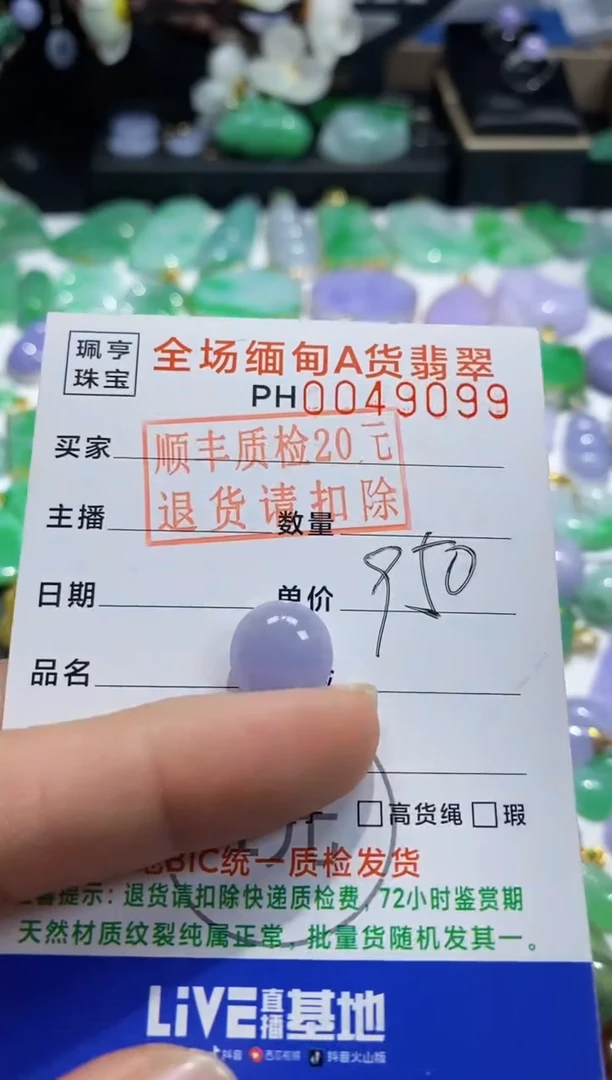 珮亨
珠宝
全场缅甸A货翡翠
PH0049099
买家
顺丰质检20元
退货请扣除
主播
数量
日期
单价 950
品名
高货绳 瑕
BIC统一质检发货
提示：退货请扣除快递质检费，72小时鉴赏期
天然材质纹裂纯属正常，批量货随机发其一。
LiVE直播基地
抖音 西瓜视频 抖音火山版